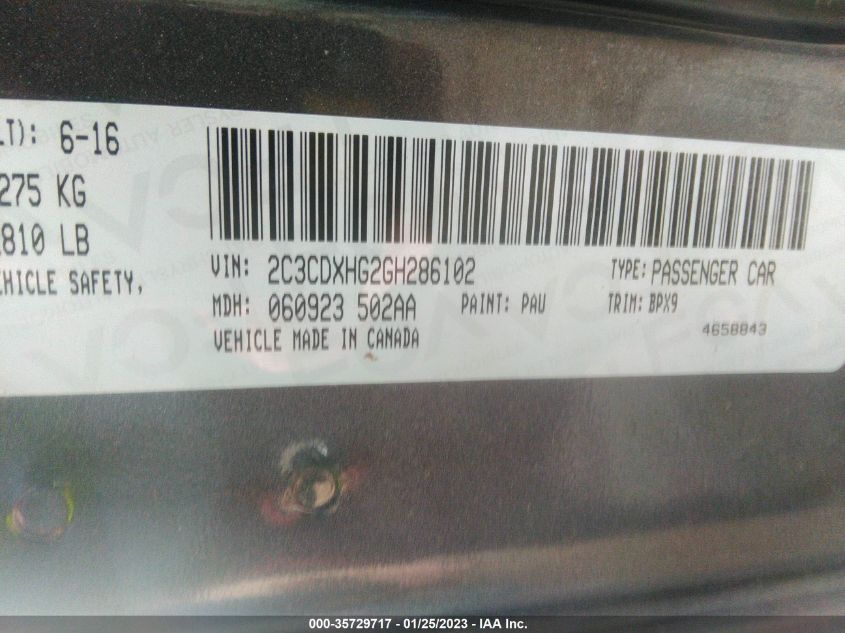 LT): 6-16
275 KG
810 LB
EHICLE SAFETY,
VIN: 2C3CDXHG2GH286102 TYPE: PASSENGER CAR
MDH: 060923 502AA PAINT: PAU TRIM: BPX9
VEHICLE MADE IN CANADA 4658843
000-35729717 - 01/25/2023 - IAA Inc.